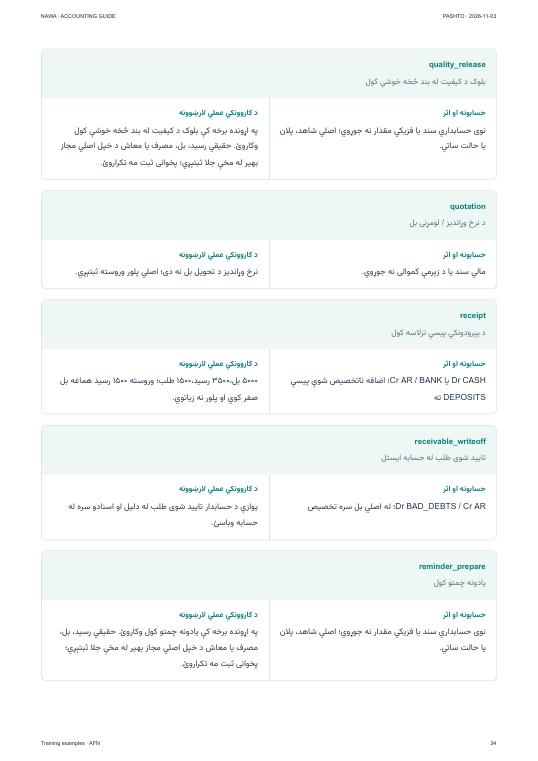 NAWA · ACCOUNTING GUIDE
PASHTO · 2026-11-03
quality_release
بلوک د کیفیت له بند څخه خوشې کول
حسابونه او اثر
نوی حسابداري سند یا فزیکي مقدار نه جوړوي؛ اصلي شاهد، پلان
یا حالت ساتي.
د کاروونکي عملي لارښوونه
په اړونده برخه کې بلوک د کیفیت له بند څخه خوشې کول
وکاروئ. حقیقي رسید، بل، مصرف یا معاش د خپل اصلي مجاز
بهیر له مخې جلا ثبتېږي؛ پخوانی ثبت مه تکراروئ.
quotation
د نرخ وړاندیز / لومړنی بل
حسابونه او اثر
مالي سند یا د زېرمې کموالی نه جوړوي.
د کاروونکي عملي لارښوونه
نرخ وړاندیز د تحویل بل نه دی؛ اصلي پلور وروسته ثبتېږي.
receipt
د پېرودونکي پیسې ترلاسه کول
حسابونه او اثر
Dr CASH یا BANK / Cr AR؛ اضافه ناتخصیص شوې پیسې
DEPOSITS ته
د کاروونکي عملي لارښوونه
۵۰۰۰ بل،۳۵۰۰ رسید،۱۵۰۰ طلب؛ وروسته ۱۵۰۰ رسید هماغه بل
صفر کوي او پلور نه زیاتوي.
receivable_writeoff
تایید شوی طلب له حسابه ایستل
حسابونه او اثر
Dr BAD_DEBTS / Cr AR؛ له اصلي بل سره تخصیص
د کاروونکي عملي لارښوونه
یوازې د حسابدار تایید شوی طلب له دلیل او اسنادو سره له
حسابه وباسئ.
reminder_prepare
یادونه چمتو کول
حسابونه او اثر
نوی حسابداري سند یا فزیکي مقدار نه جوړوي؛ اصلي شاهد، پلان
یا حالت ساتي.
د کاروونکي عملي لارښوونه
په اړونده برخه کې یادونه چمتو کول وکاروئ. حقیقي رسید، بل،
مصرف یا معاش د خپل اصلي مجاز بهیر له مخې جلا ثبتېږي؛
پخوانی ثبت مه تکراروئ.
Training examples · AFN
34